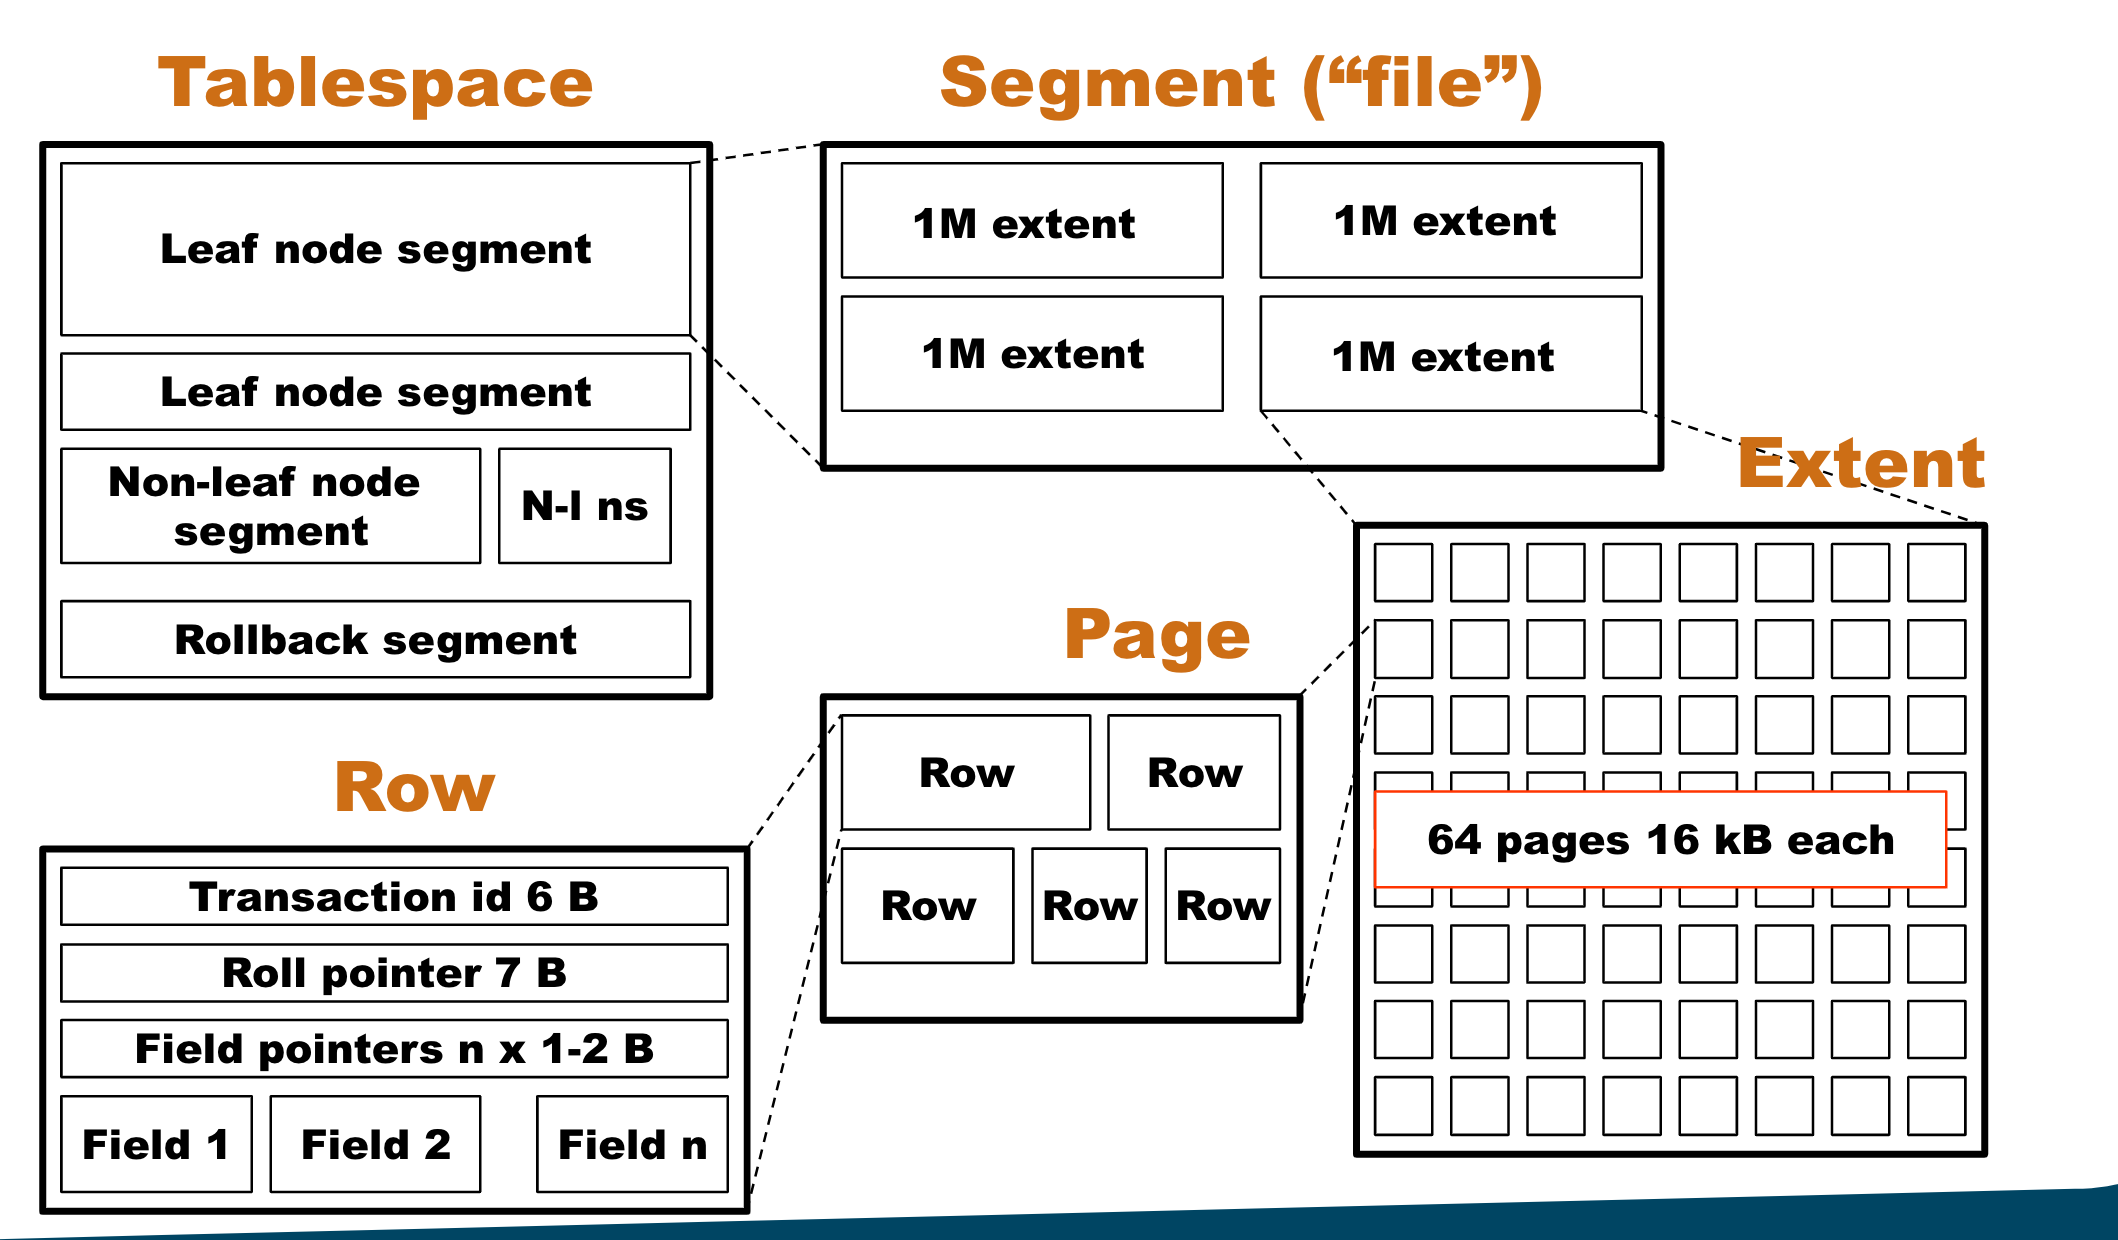 Tablespace
Leaf node segment
Leaf node segment
Non-leaf node
segment
N-l ns
Rollback segment
Segment (“file”)
1M extent
1M extent
1M extent
1M extent
Extent
64 pages 16 kB each
Page
Row
Row
Row
Row
Row
Row
Transaction id 6 B
Roll pointer 7 B
Field pointers n x 1-2 B
Field 1
Field 2
Field n